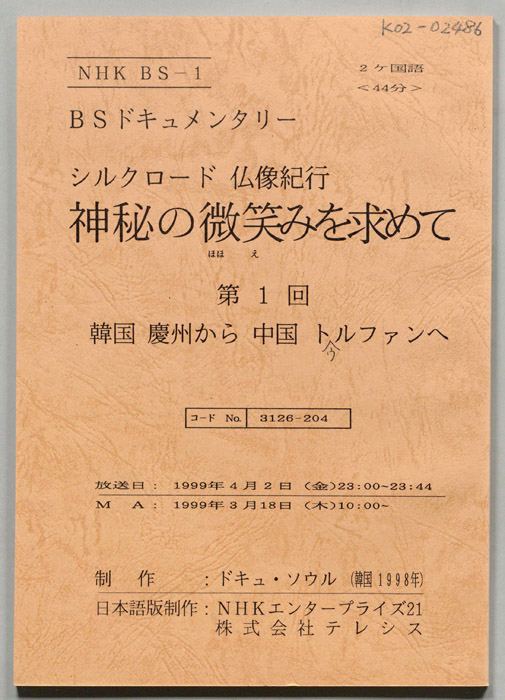 K02-02486
NHK BS-1
2ヶ国語
<44分>
BSドキュメンタリー
シルクロード 仏像紀行
神秘の微笑みを求めて
ほほ え
第 1 回
韓国 慶州から 中国 トルファンへ
う
コード No. 3126-204
放送日: 1999年4月2日 (金)23:00~23:44
M A: 1999年3月18日 (木)10:00~
制 作 :ドキュ・ソウル (韓国1998年)
日本語版制作:NHKエンタープライズ21
株式会社テレシス